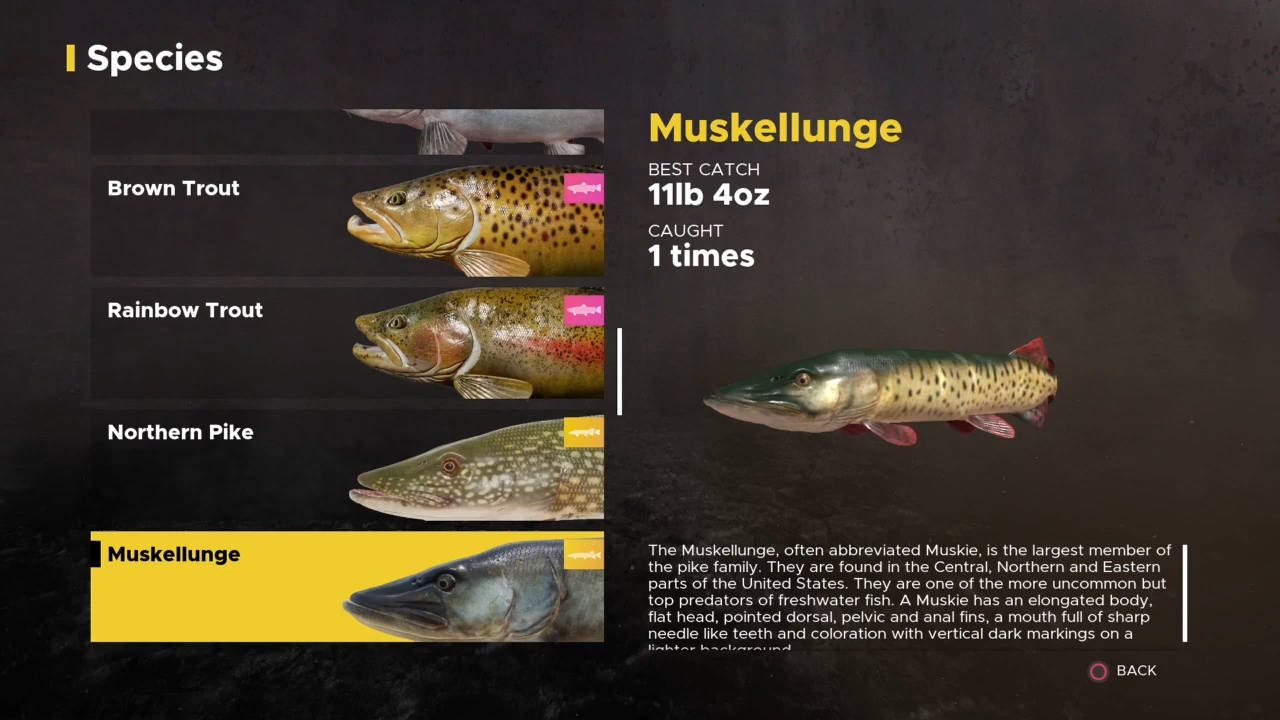 Species
Brown Trout
Rainbow Trout
Northern Pike
Muskellunge
Muskellunge
BEST CATCH
11lb 4oz
CAUGHT
1 times
The Muskellunge, often abbreviated Muskie, is the largest member of
the pike family. They are found in the Central, Northern and Eastern
parts of the United States. They are one of the more uncommon but
top predators of freshwater fish. A Muskie has an elongated body,
flat head, pointed dorsal, pelvic and anal fins, a mouth full of sharp
needle like teeth and coloration with vertical dark markings on a
lighter background
BACK